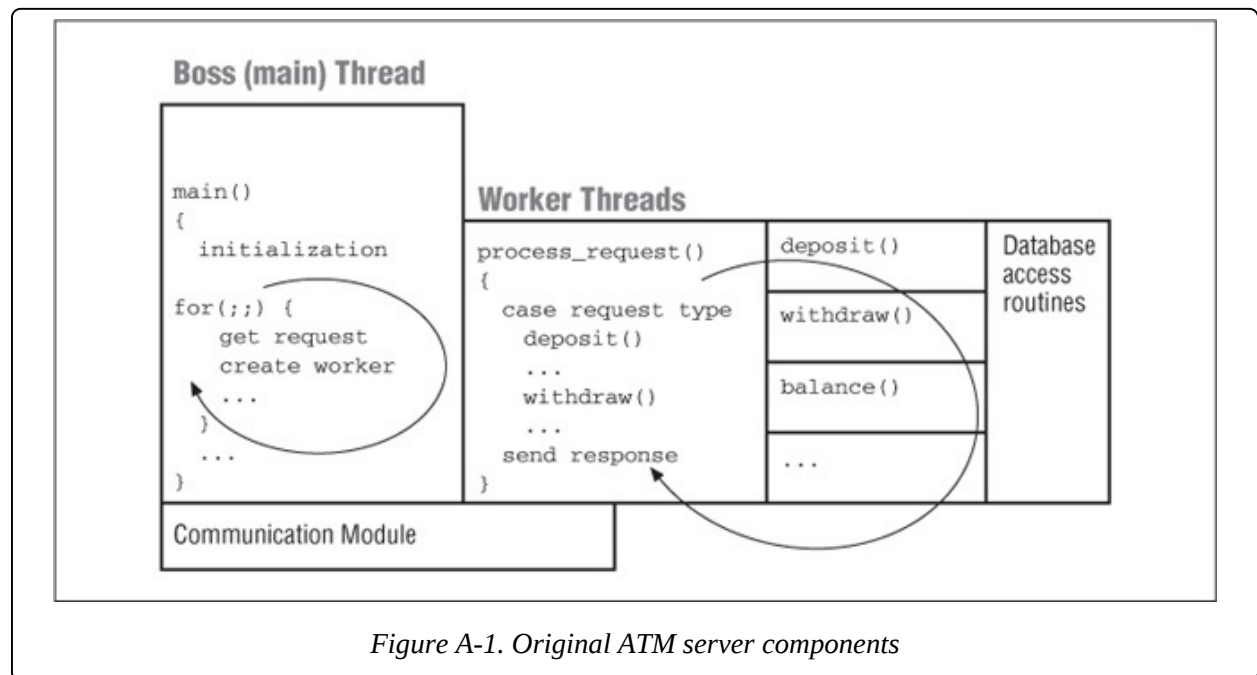 Boss (main) Thread
main()
{
initialization
for(;;) {
get request
create worker
...
}
...
}
Worker Threads
process_request()
{
case request type
deposit()
...
withdraw()
...
send response
}
deposit()
withdraw()
balance()
...
Database
access
routines
Communication Module
Figure A-1. Original ATM server components